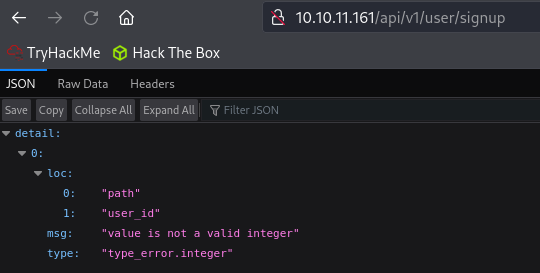 10.10.11.161/api/v1/user/signup
TryHackMe Hack The Box
JSON Raw Data Headers
Save Copy Collapse All Expand All Filter JSON
detail:
0:
loc:
0: "path"
1: "user_id"
msg: "value is not a valid integer"
type: "type_error.integer"